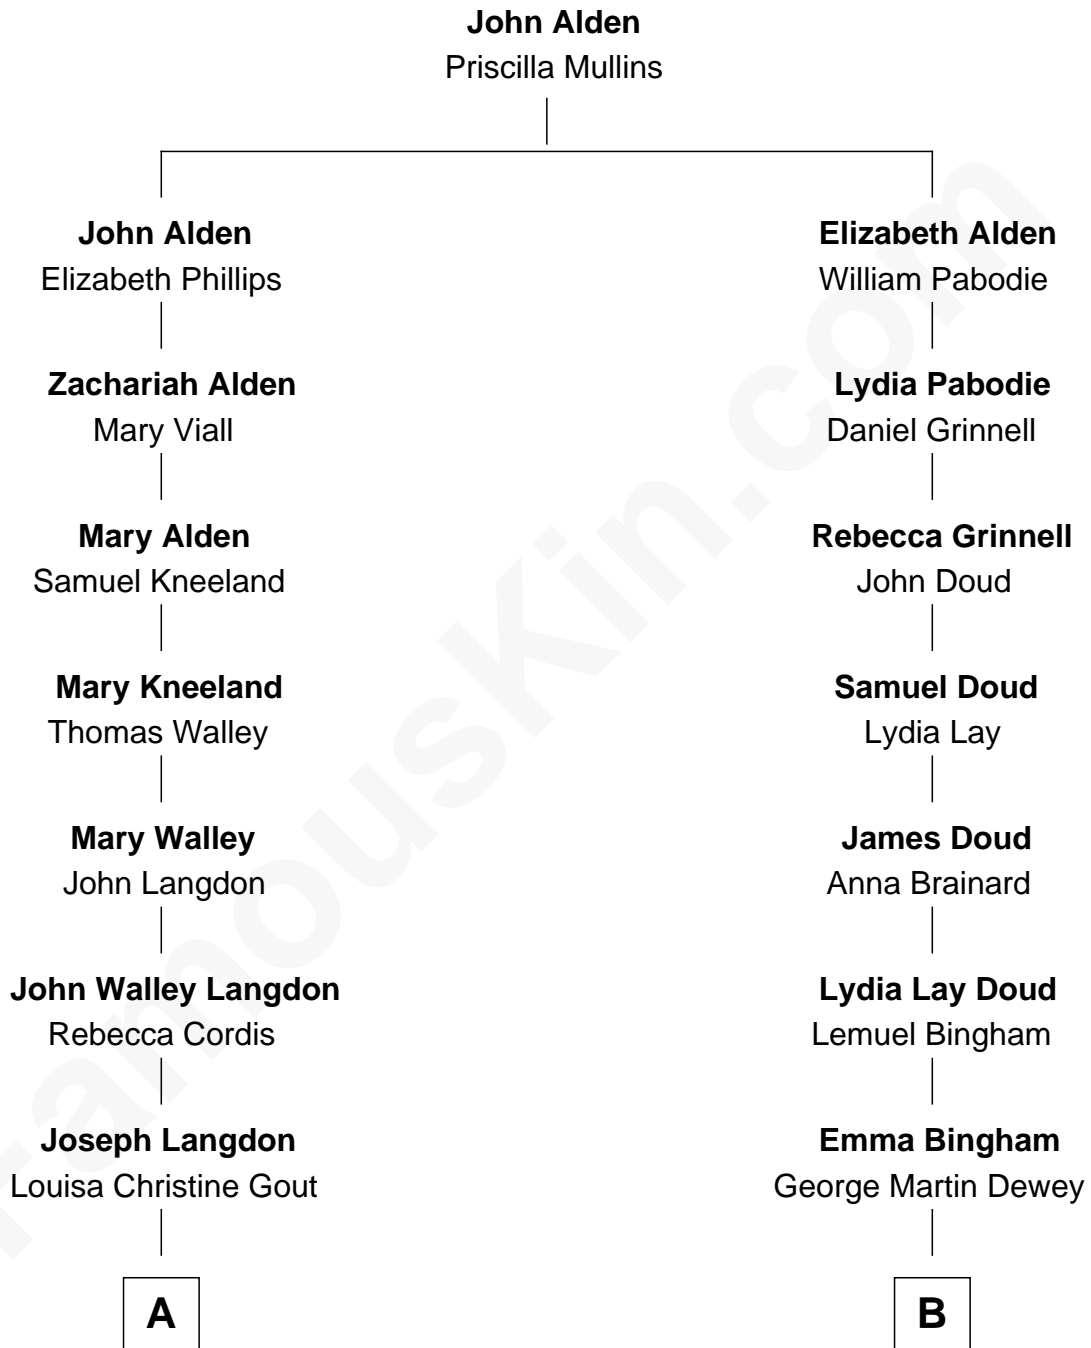 John Alden
Priscilla Mullins
John Alden
Elizabeth Phillips
Zachariah Alden
Mary Viall
Mary Alden
Samuel Kneeland
Mary Kneeland
Thomas Walley
Mary Walley
John Langdon
John Walley Langdon
Rebecca Cordis
Joseph Langdon
Louisa Christine Gout
A
Elizabeth Alden
William Pabodie
Lydia Pabodie
Daniel Grinnell
Rebecca Grinnell
John Doud
Samuel Doud
Lydia Lay
James Doud
Anna Brainard
Lydia Lay Doud
Lemuel Bingham
Emma Bingham
George Martin Dewey
B
FamousKin.com